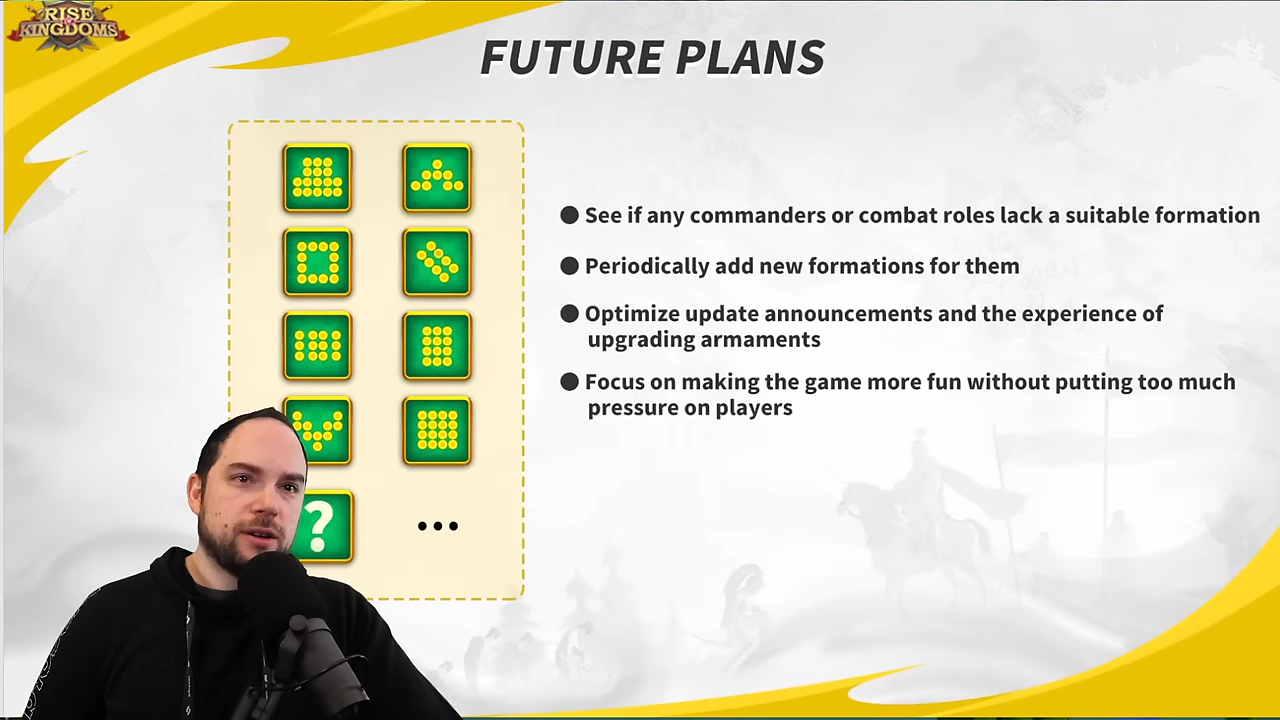 RISE
OF
KINGDOMS
FUTURE PLANS
● See if any commanders or combat roles lack a suitable formation
● Periodically add new formations for them
● Optimize update announcements and the experience of
upgrading armaments
● Focus on making the game more fun without putting too much
pressure on players
?
...